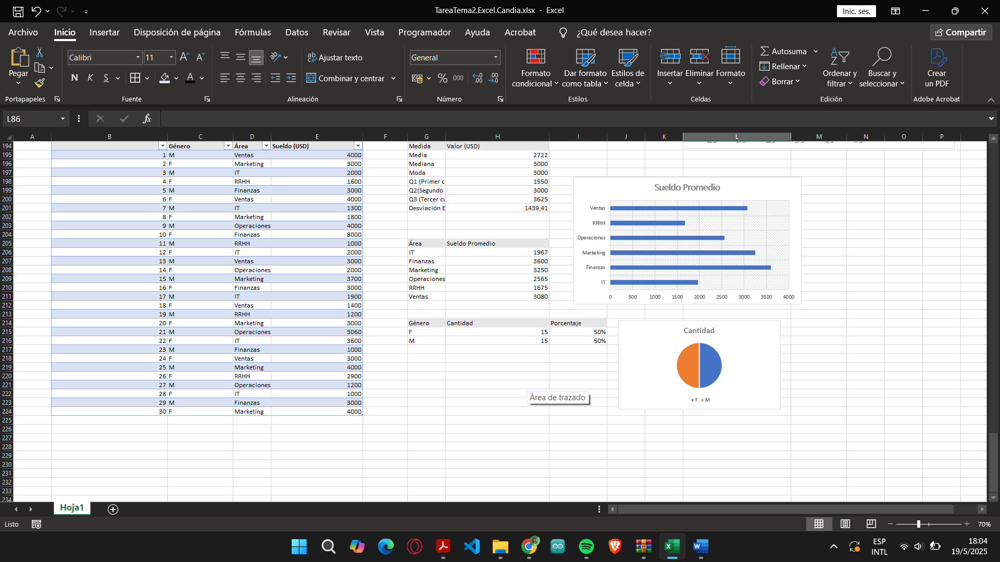 TareaTema2.Excel.Candia.xlsx - Excel
Inic. ses.
Archivo Inicio Insertar Disposición de página Fórmulas Datos Revisar Vista Programador Ayuda Acrobat ¿Qué desea hacer? Compartir
Pegar
Calibri 11
Ajustar texto
Combinar y centrar
General
Formato condicional
Dar formato como tabla
Estilos de celda
Insertar Eliminar Formato
Autosuma
Rellenar
Borrar
Ordenar y filtrar
Buscar y seleccionar
Crear un PDF
N K S
% 000
Portapapeles Fuente Alineación Número Estilos Celdas Edición Adobe Acrobat
L86 fx
A B C D E F G H I J K L M N O P
194 Género Área Sueldo (USD) Medida Valor (USD)
195 1 M Ventas 4000 Media 2722
196 2 F Marketing 3000 Mediana 3000
197 3 M IT 2000 Moda 3000
198 4 F RRHH 1600 Q1 (Primer c 1550
199 5 M Finanzas 3000 Q2(Segundo 3000
200 6 F Ventas 4000 Q3 (Tercer cu 3625
201 7 M IT 1300 Desviación E 1439,41
202 8 F Marketing 1800
203 9 M Operaciones 4000
204 10 F Finanzas 8000
205 11 M RRHH 1000 Área Sueldo Promedio
206 12 F IT 2000 IT 1967
207 13 M Ventas 3000 Finanzas 3600
208 14 F Operaciones 2000 Marketing 3250
209 15 M Marketing 3700 Operaciones 2565
210 16 F Finanzas 3000 RRHH 1675
211 17 M IT 1900 Ventas 3080
212 18 F Ventas 1400
213 19 M RRHH 1200
214 20 F Marketing 3000 Género Cantidad Porcentaje
215 21 M Operaciones 3060 F 15 50%
216 22 F IT 3600 M 15 50%
217 23 M Finanzas 1000
218 24 F Ventas 3000
219 25 M Marketing 4000
220 26 F RRHH 2900
221 27 M Operaciones 1200
222 28 F IT 1000
223 29 M Finanzas 3000
224 30 F Marketing 4000
225
226
227
228
229
230
231
232
233
234
Sueldo Promedio
Ventas
RRHH
Operaciones
Marketing
Finanzas
IT
0 500 1000 1500 2000 2500 3000 3500 4000
Cantidad
F M
Área de trazado
Hoja1
Listo
70%
ESP
INTL
18:04
19/5/2025